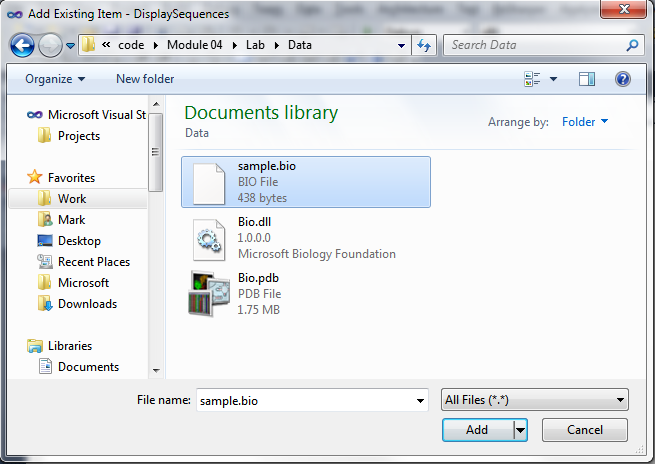 Add Existing Item - DisplaySequences
« code ▸ Module 04 ▸ Lab ▸ Data
Search Data
Organize
New folder
Microsoft Visual St
Projects
Favorites
Work
Mark
Desktop
Recent Places
Microsoft
Downloads
Libraries
Documents
Documents library
Data
Arrange by: Folder
sample.bio
BIO File
438 bytes
Bio.dll
1.0.0.0
Microsoft Biology Foundation
Bio.pdb
PDB File
1.75 MB
File name: sample.bio
All Files (*.*)
Add
Cancel